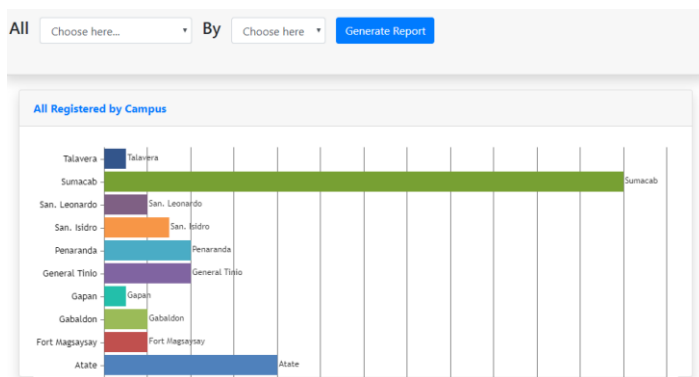 All Choose here... By Choose here Generate Report
All Registered by Campus
Talavera Talavera
Sumacab Sumacab
San. Leonardo San. Leonardo
San. Isidro San. Isidro
Penaranda Penaranda
General Tinio General Tinio
Gapan Gapan
Gabaldon Gabaldon
Fort Magsaysay Fort Magsaysay
Atate Atate